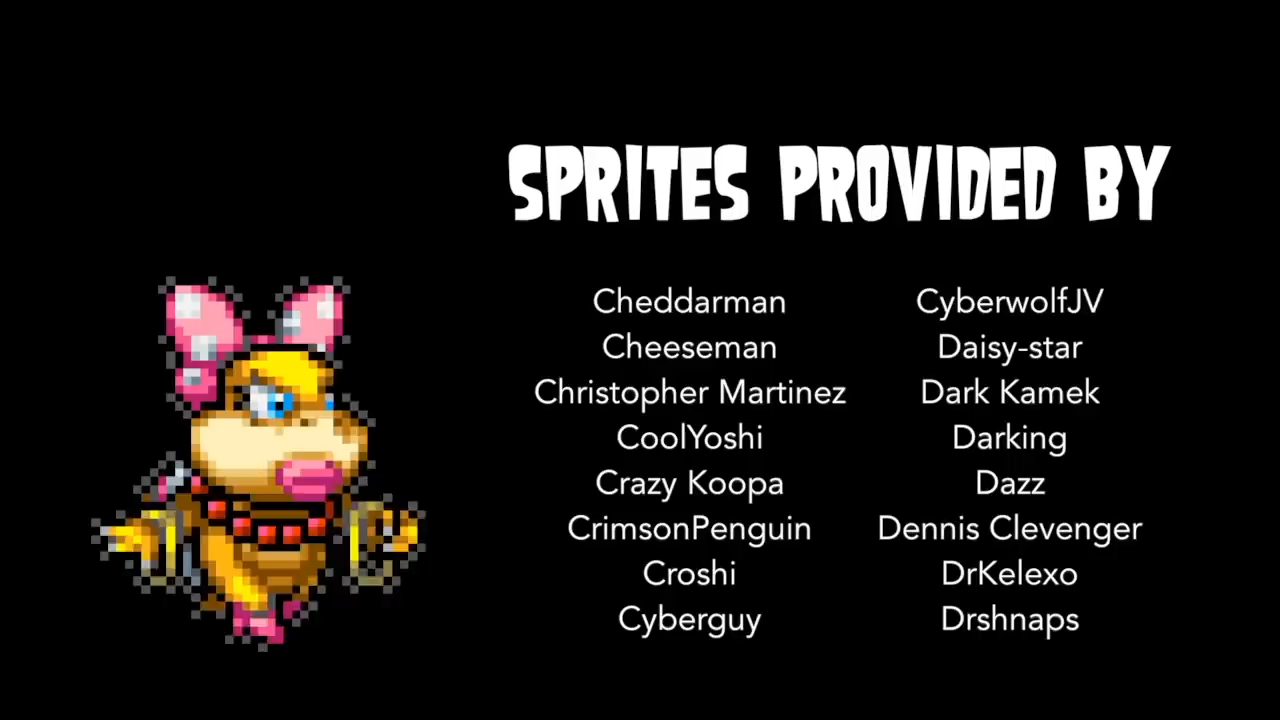 SPRITES PROVIDED BY
Cheddarman
Cheeseman
Christopher Martinez
CoolYoshi
Crazy Koopa
CrimsonPenguin
Croshi
Cyberguy
CyberwolfJV
Daisy-star
Dark Kamek
Darking
Dazz
Dennis Clevenger
DrKelexo
Drshnaps